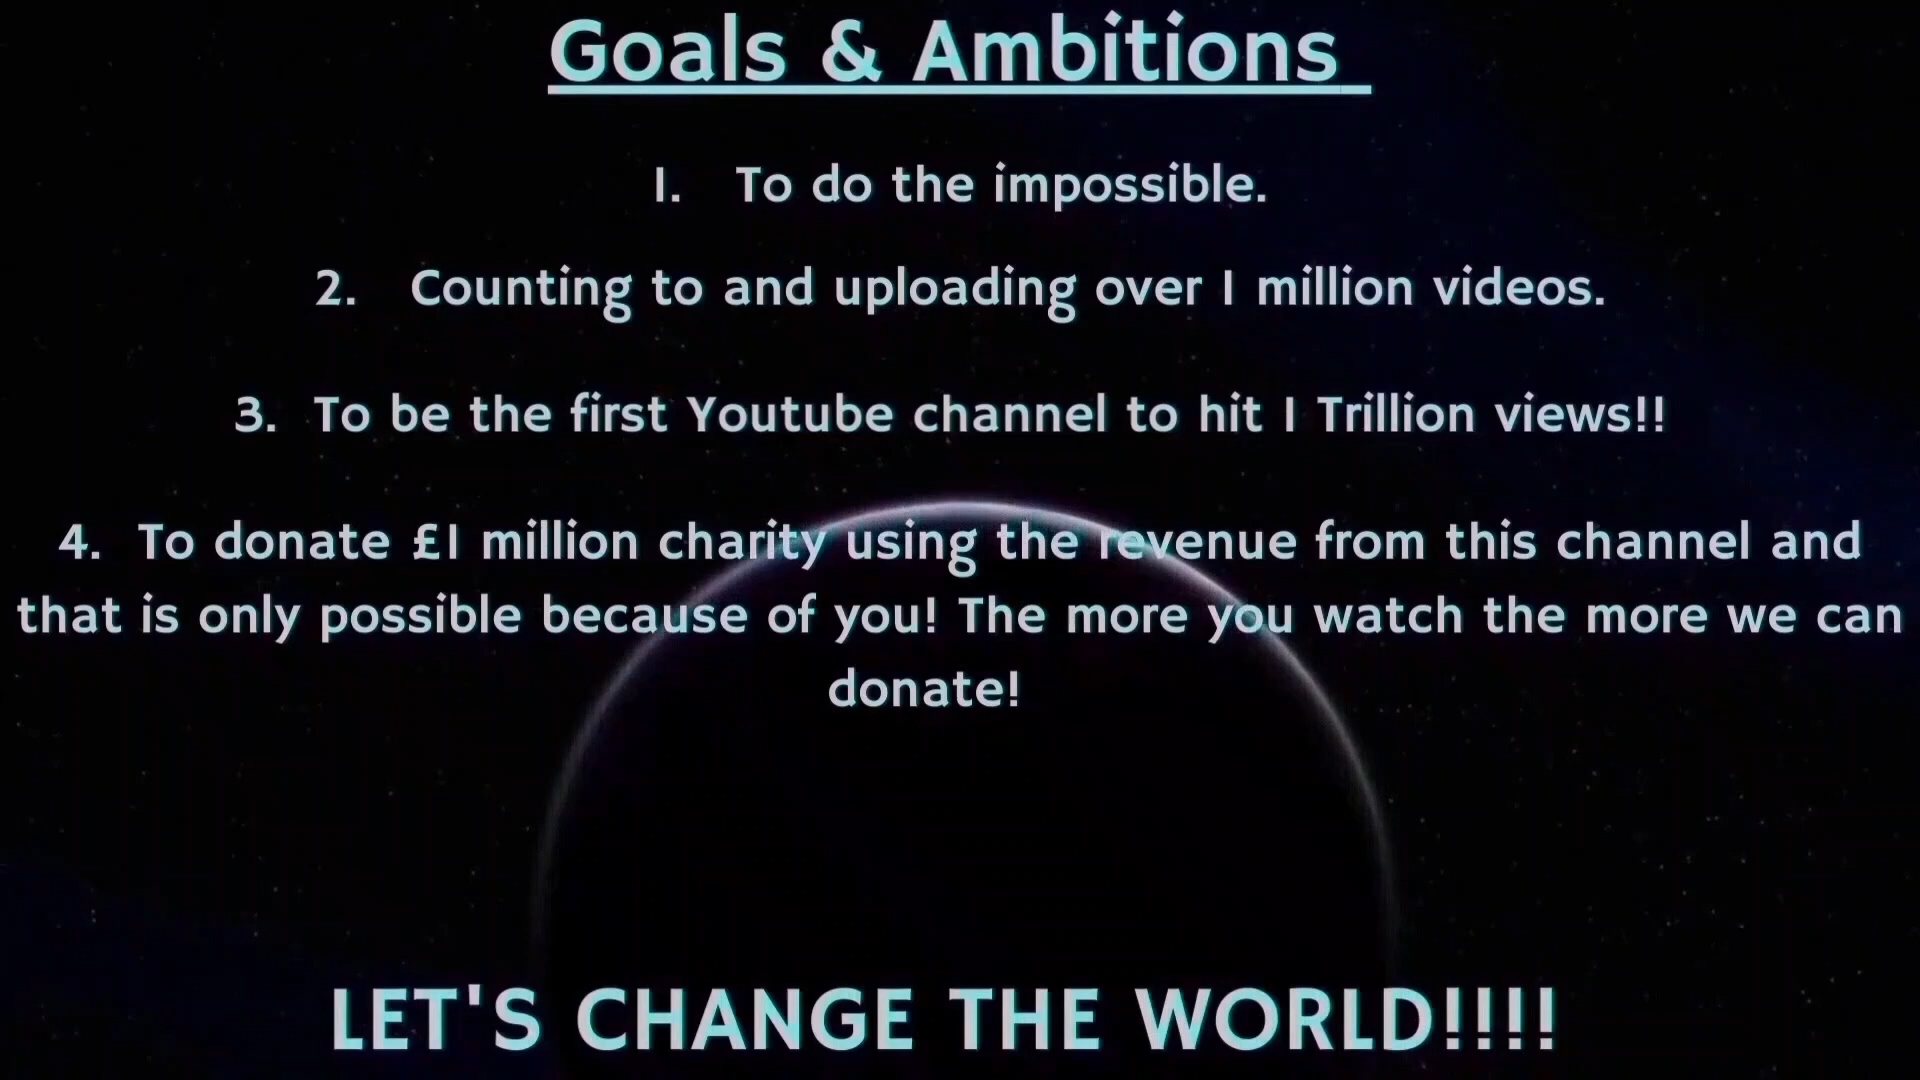 Goals & Ambitions
1. To do the impossible.
2. Counting to and uploading over 1 million videos.
3. To be the first Youtube channel to hit 1 Trillion views!!
4. To donate £1 million charity using the revenue from this channel and
that is only possible because of you! The more you watch the more we can
donate!
LET'S CHANGE THE WORLD!!!!